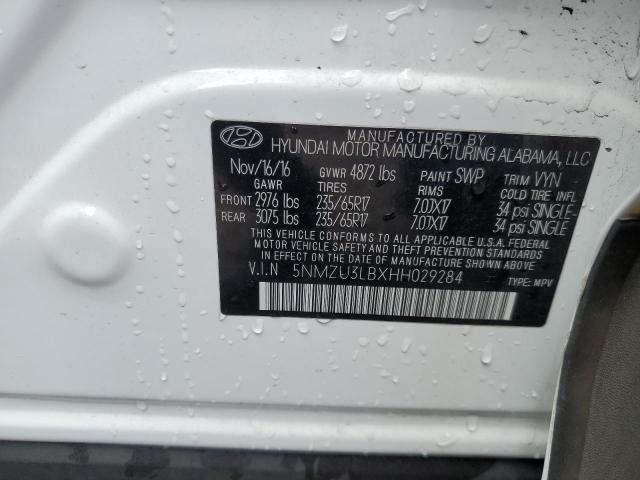 MANUFACTURED BY
HYUNDAI MOTOR MANUFACTURING ALABAMA, LLC
Nov/16/16 GVWR 4872 lbs PAINT SWP TRIM VYN
GAWR TIRES RIMS COLD TIRE INFL
FRONT 2976 lbs 235/65R17 7.0JX17 34 psi SINGLE
REAR 3075 lbs 235/65R17 7.0JX17 34 psi SINGLE
THIS VEHICLE CONFORMS TO ALL APPLICABLE U.S.A. FEDERAL
MOTOR VEHICLE SAFETY AND THEFT PREVENTION STANDARDS
IN EFFECT ON THE DATE OF MANUFACTURE SHOWN ABOVE.
V.I.N 5NMZU3LBXHH029284
TYPE: MPV